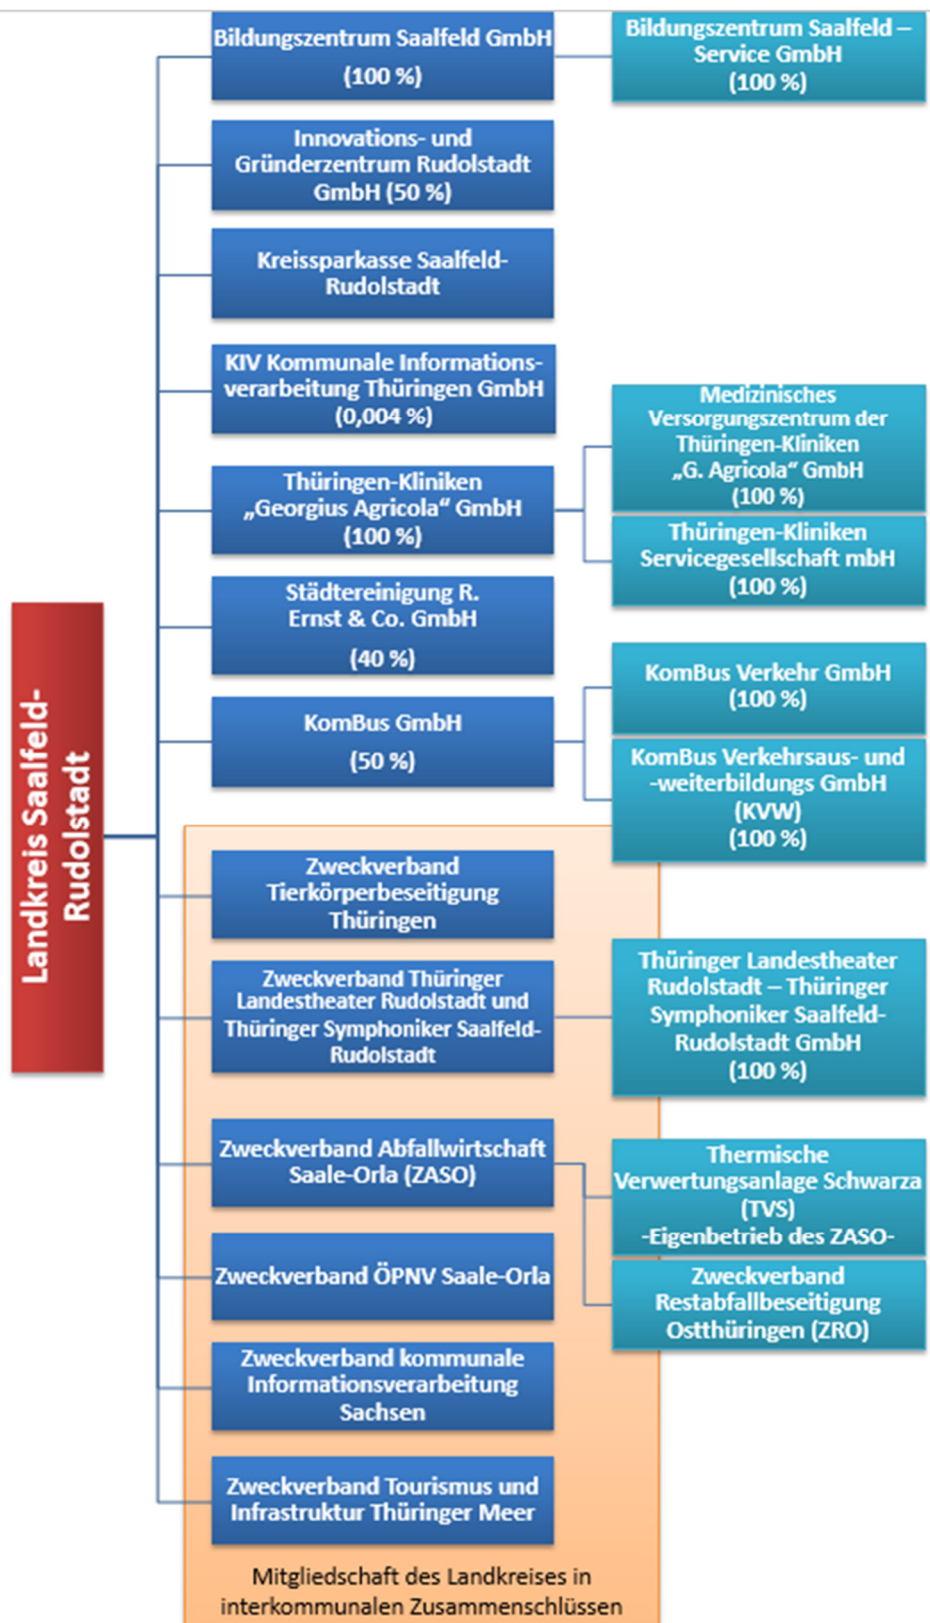 Landkreis Saalfeld-
Rudolstadt
Bildungszentrum Saalfeld GmbH
(100 %)
Bildungszentrum Saalfeld –
Service GmbH
(100 %)
Innovations- und
Gründerzentrum Rudolstadt
GmbH (50 %)
Kreissparkasse Saalfeld-
Rudolstadt
KIV Kommunale Informations-
verarbeitung Thüringen GmbH
(0,004 %)
Thüringen-Kliniken
„Georgius Agricola“ GmbH
(100 %)
Medizinisches
Versorgungszentrum der
Thüringen-Kliniken
„G. Agricola“ GmbH
(100 %)
Thüringen-Kliniken
Servicegesellschaft mbH
(100 %)
Städtereinigung R.
Ernst & Co. GmbH
(40 %)
KomBus GmbH
(50 %)
KomBus Verkehr GmbH
(100 %)
KomBus Verkehrsaus- und
-weiterbildungs GmbH
(KVW)
(100 %)
Zweckverband
Tierkörperbeseitigung
Thüringen
Zweckverband Thüringer
Landestheater Rudolstadt und
Thüringer Symphoniker Saalfeld-
Rudolstadt
Thüringer Landestheater
Rudolstadt – Thüringer
Symphoniker Saalfeld-
Rudolstadt GmbH
(100 %)
Zweckverband Abfallwirtschaft
Saale-Orla (ZASO)
Thermische
Verwertungsanlage Schwarza
(TVS)
-Eigenbetrieb des ZASO-
Zweckverband
Restabfallbeseitigung
Ostthüringen (ZRO)
Zweckverband ÖPNV Saale-Orla
Zweckverband kommunale
Informationsverarbeitung
Sachsen
Zweckverband Tourismus und
Infrastruktur Thüringer Meer
Mitgliedschaft des Landkreises in
interkommunalen Zusammenschlüssen